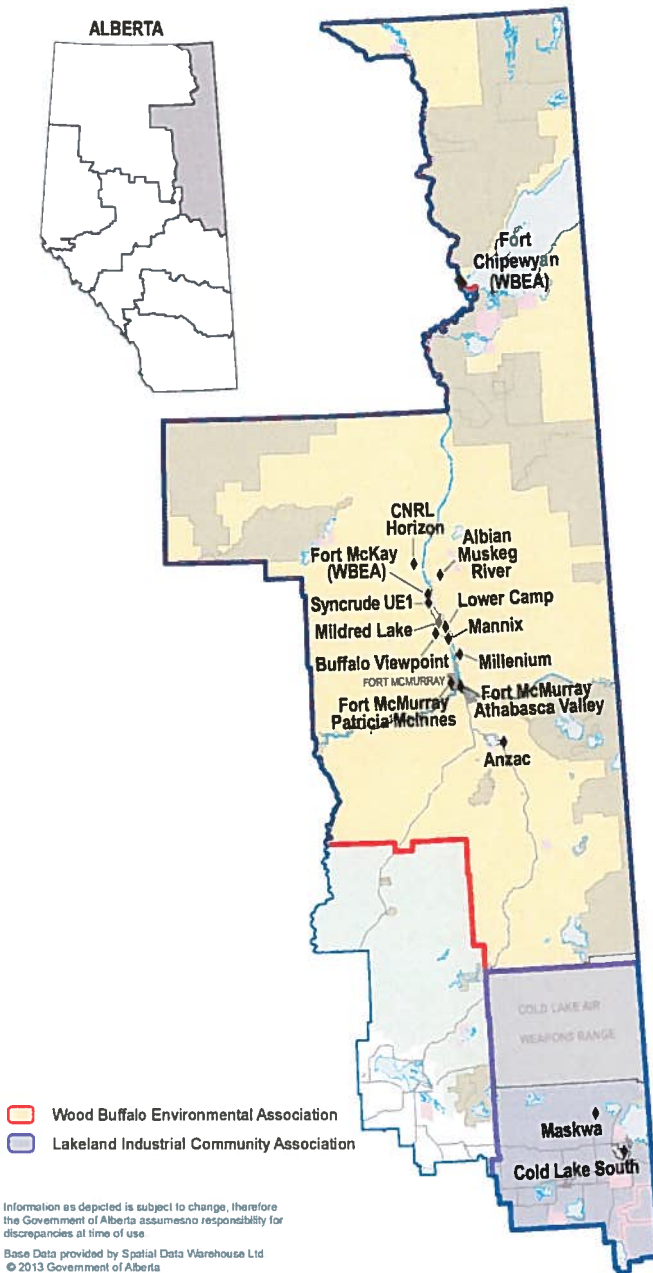 ALBERTA
Fort
Chipewyan
(WBEA)
CNRL
Horizon
Albian
Muskeg
River
Fort McKay
(WBEA)
Syncrude UE1
Lower Camp
Mildred Lake
Mannix
Buffalo Viewpoint
Millenium
FORT MCMURRAY
Fort McMurray
Patricia McInnes
Fort McMurray
Athabasca Valley
Anzac
COLD LAKE AIR
WEAPONS RANGE
Maskwa
Cold Lake South
Wood Buffalo Environmental Association
Lakeland Industrial Community Association
Information as depicted is subject to change, therefore
the Government of Alberta assumesno responsibility for
discrepancies at time of use
Base Data provided by Spatial Data Warehouse Ltd
© 2013 Government of Alberta